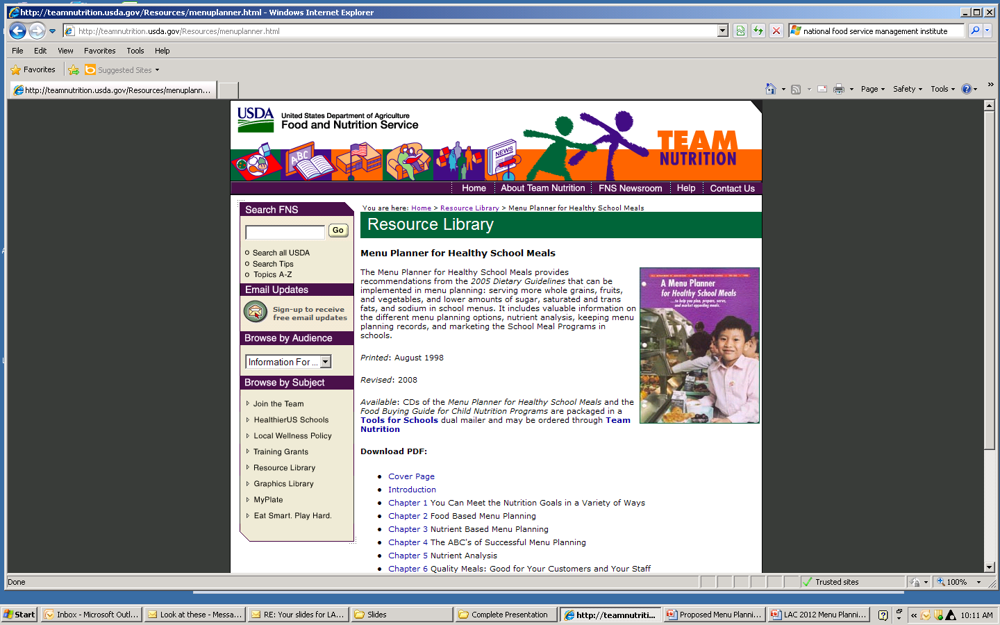 http://teamnutrition.usda.gov/Resources/menuplanner.html - Windows Internet Explorer
http://teamnutrition.usda.gov/Resources/menuplanner.html
national food service management institute
File Edit View Favorites Tools Help
Favorites Suggested Sites
http://teamnutrition.usda.gov/Resources/menuplann...
Page Safety Tools
USDA United States Department of Agriculture
Food and Nutrition Service
ABC
NEWS
TEAM
NUTRITION
Home About Team Nutrition FNS Newsroom Help Contact Us
Search FNS
Go
Search all USDA
Search Tips
Topics A-Z
Email Updates
Sign-up to receive
free email updates
Browse by Audience
Information For ...
Browse by Subject
Join the Team
HealthierUS Schools
Local Wellness Policy
Training Grants
Resource Library
Graphics Library
MyPlate
Eat Smart. Play Hard.
You are here: Home > Resource Library > Menu Planner for Healthy School Meals
Resource Library
Menu Planner for Healthy School Meals
The Menu Planner for Healthy School Meals provides
recommendations from the 2005 Dietary Guidelines that can be
implemented in menu planning: serving more whole grains, fruits,
and vegetables, and lower amounts of sugar, saturated and trans
fats, and sodium in school menus. It includes valuable information on
the different menu planning options, nutrient analysis, keeping menu
planning records, and marketing the School Meal Programs in
schools.
A Menu Planner
for Healthy School Meals
...to help you plan, prepare, serve,
and market appealing meals.
Printed: August 1998
Revised: 2008
Available: CDs of the Menu Planner for Healthy School Meals and the
Food Buying Guide for Child Nutrition Programs are packaged in a
Tools for Schools dual mailer and may be ordered through Team
Nutrition
Download PDF:
Cover Page
Introduction
Chapter 1 You Can Meet the Nutrition Goals in a Variety of Ways
Chapter 2 Food Based Menu Planning
Chapter 3 Nutrient Based Menu Planning
Chapter 4 The ABC's of Successful Menu Planning
Chapter 5 Nutrient Analysis
Chapter 6 Quality Meals: Good for Your Customers and Your Staff
Done Trusted sites 100%
Start Inbox - Microsoft Outl... Look at these - Messa... RE: Your slides for LA... Slides Complete Presentation http://teamnutriti... Proposed Menu Planni... LAC 2012 Menu Planni... 10:11 AM